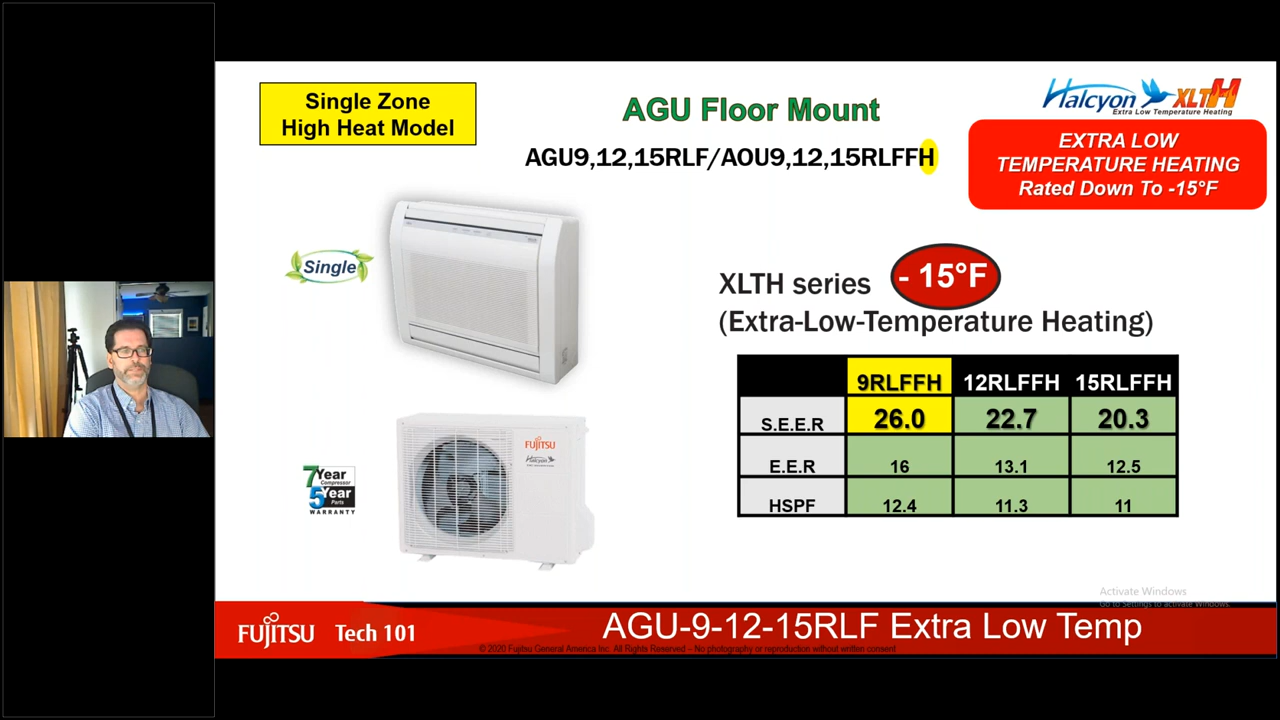 Single Zone
High Heat Model
AGU Floor Mount
AGU9,12,15RLF/AOU9,12,15RLFFH
Halcyon XLTH
Extra Low Temperature Heating
EXTRA LOW
TEMPERATURE HEATING
Rated Down To -15°F
Single
XLTH series - 15°F
(Extra-Low-Temperature Heating)
9RLFFH 12RLFFH 15RLFFH
S.E.E.R 26.0 22.7 20.3
E.E.R 16 13.1 12.5
HSPF 12.4 11.3 11
FUJITSU
Halcyon
7 Year
Compressor
5 Year
Parts
WARRANTY
Activate Windows
Go to Settings to activate Windows.
FUJITSU Tech 101
AGU-9-12-15RLF Extra Low Temp
© 2020 Fujitsu General America Inc. All Rights Reserved – No photography or reproduction without written consent